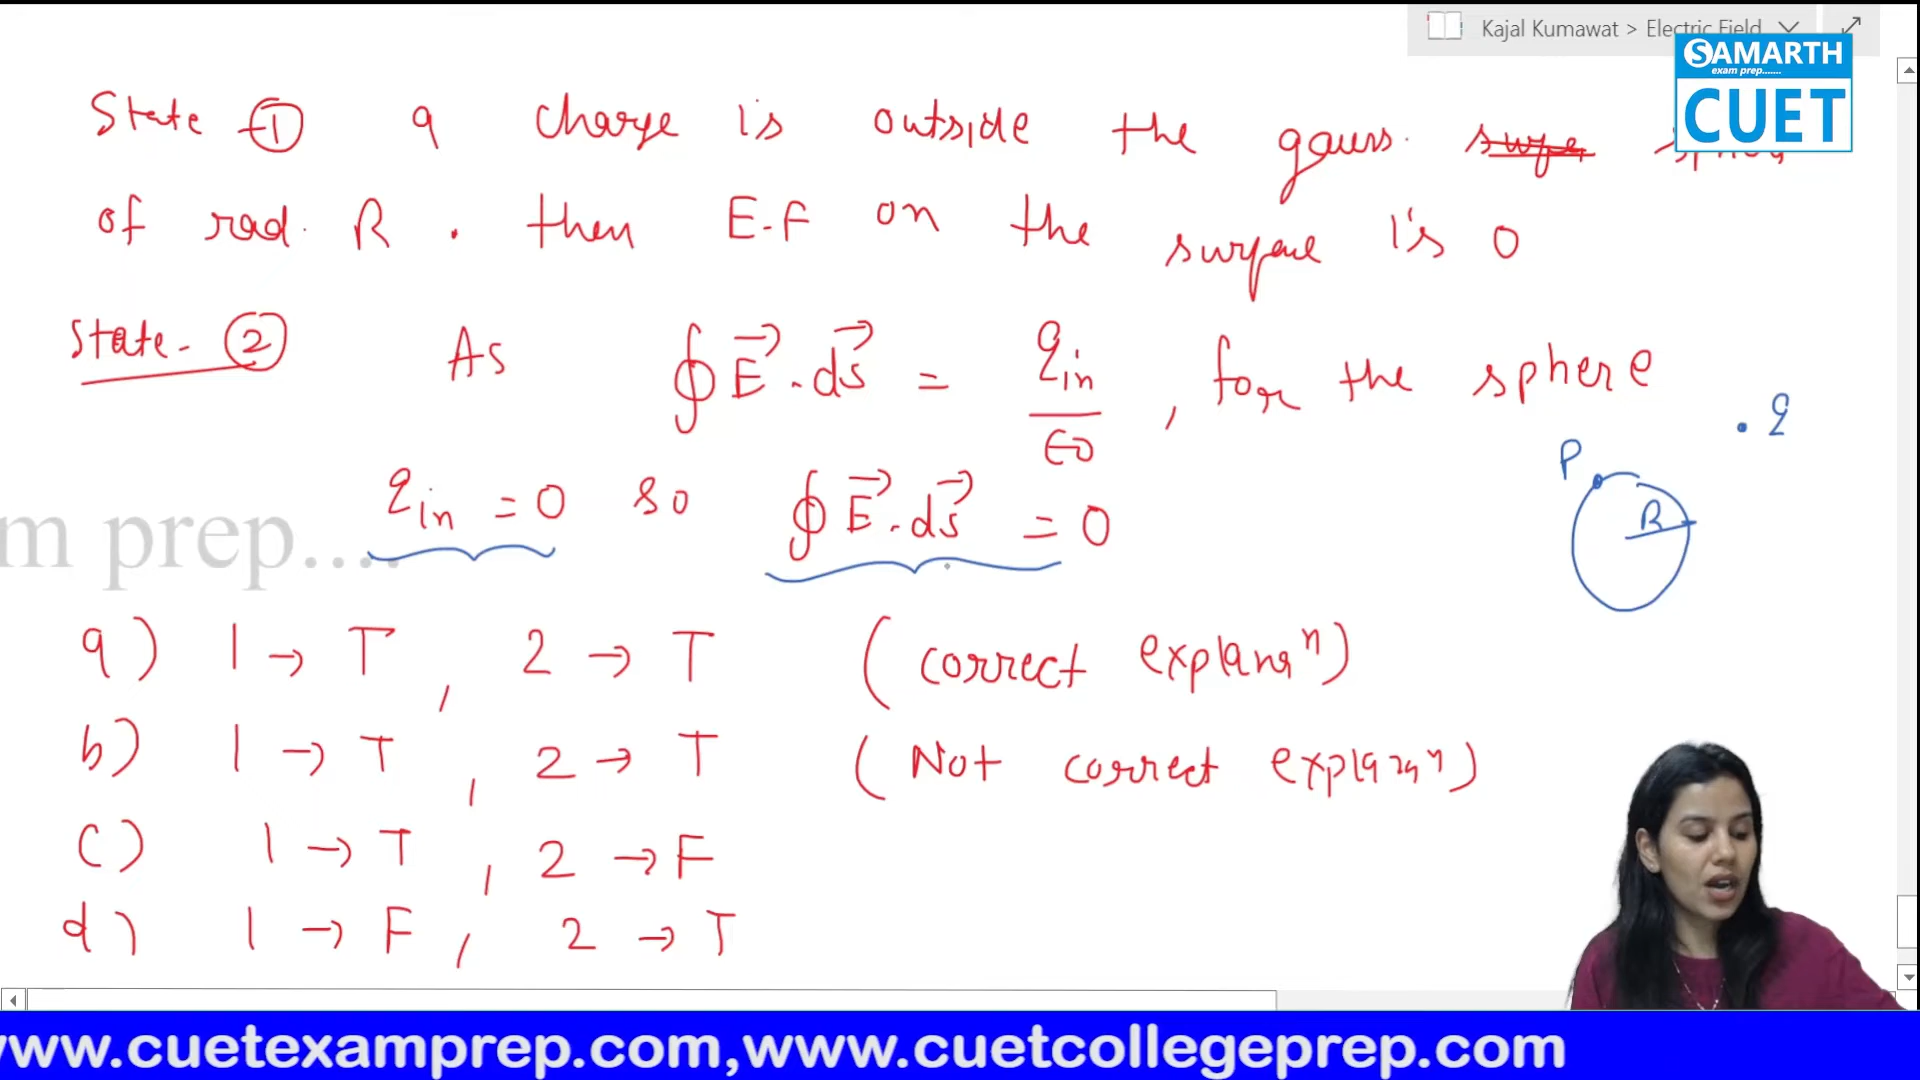 Kajal Kumawat > Electric Field
SAMARTH
exam prep.......
CUET
State - ① a charge is outside the gauss.
of rad. R . then E.F on the surface is 0
State - ② As ∮ E⃗ . ds⃗ = qin / ϵ0 , for the sphere
. q
P
R
qin = 0 so ∮ E⃗ . ds⃗ = 0
m prep....
a) 1 → T , 2 → T (correct explanⁿ)
b) 1 → T , 2 → T (Not correct explanⁿ)
c) 1 → T , 2 → F
d) 1 → F , 2 → T
www.cuetexamprep.com,www.cuetcollegeprep.com